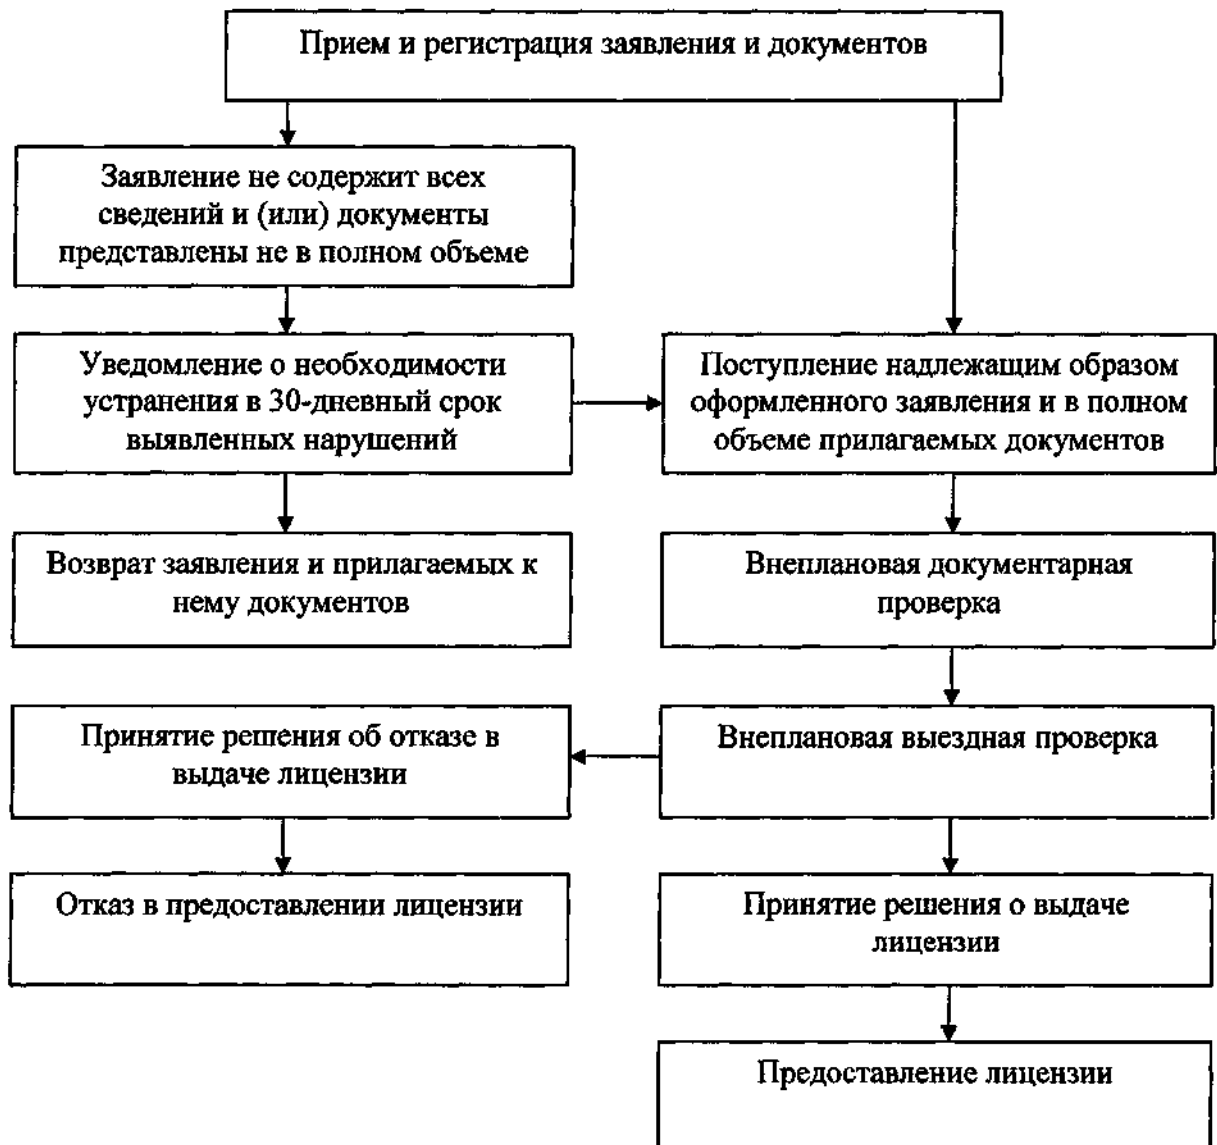 Прием и регистрация заявления и документов
Заявление не содержит всех
сведений и (или) документы
представлены не в полном объеме
Уведомление о необходимости
устранения в 30-дневный срок
выявленных нарушений
Поступление надлежащим образом
оформленного заявления и в полном
объеме прилагаемых документов
Возврат заявления и прилагаемых к
нему документов
Внеплановая документарная
проверка
Принятие решения об отказе в
выдаче лицензии
Внеплановая выездная проверка
Отказ в предоставлении лицензии
Принятие решения о выдаче
лицензии
Предоставление лицензии